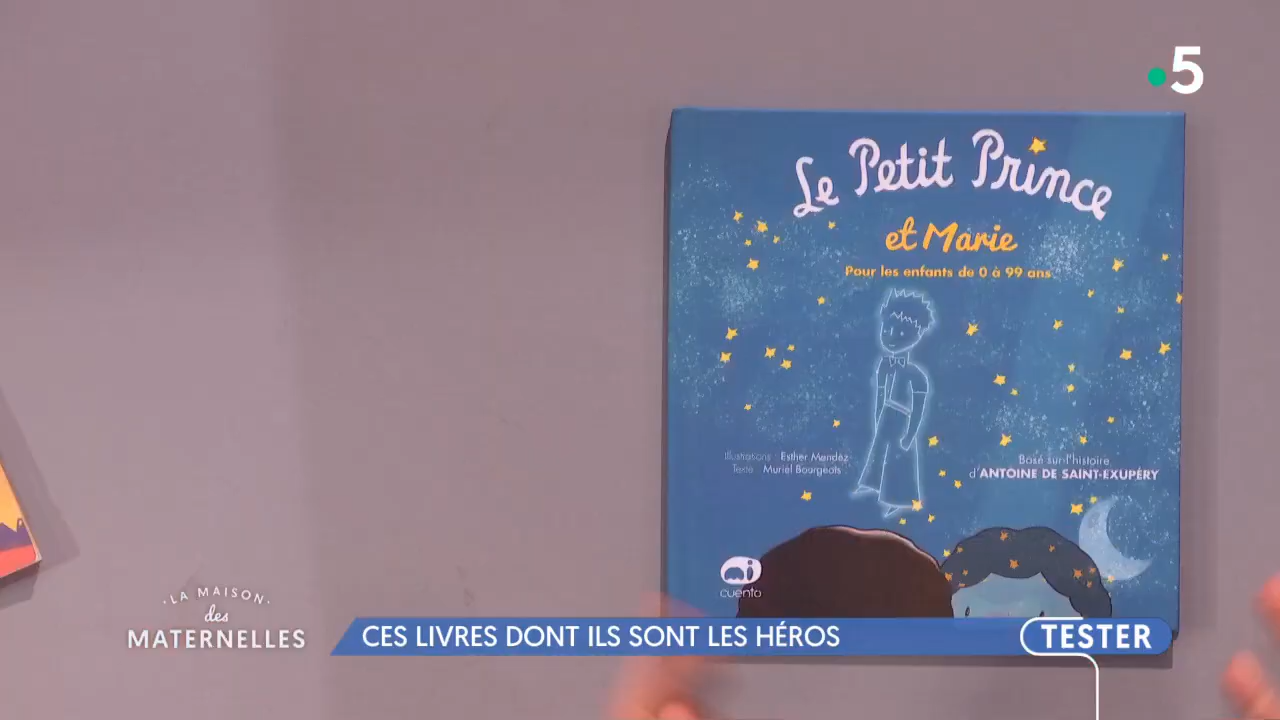 5
Le Petit Prince
et Marie
Pour les enfants de 0 à 99 ans
Illustrations : Esther Mendez
Texte : Muriel Bourgeois
Basé sur l'histoire
d'ANTOINE DE SAINT-EXUPÉRY
mi
cuento
•LA MAISON•
des
MATERNELLES
CES LIVRES DONT ILS SONT LES HÉROS
TESTER